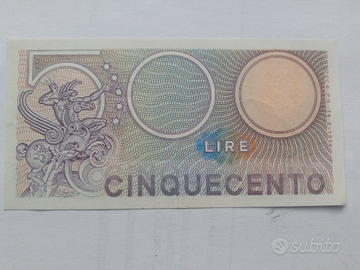 500
LIRE
CINQUECENTO
subito